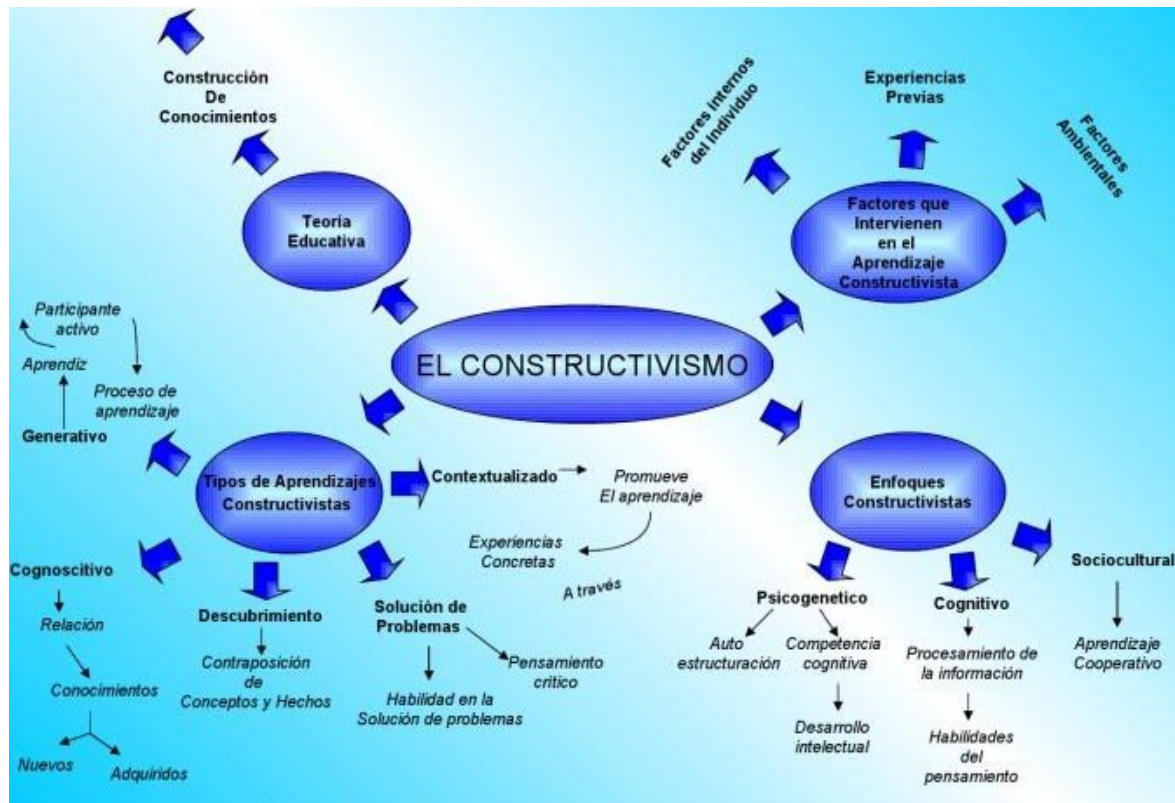 Construcción
De
Conocimientos
Teoría
Educativa
Factores internos
del Individuo
Experiencias
Previas
Factores
Ambientales
Factores que
Intervienen
en el
Aprendizaje
Constructivista
EL CONSTRUCTIVISMO
Participante
activo
Aprendiz
Proceso de
aprendizaje
Generativo
Tipos de Aprendizajes
Constructivistas
Contextualizado
Promueve
El aprendizaje
Experiencias
Concretas
A través
Cognoscitivo
Relación
Conocimientos
Nuevos
Adquiridos
Descubrimiento
Contraposición
de
Conceptos y Hechos
Solución de
Problemas
Pensamiento
critico
Habilidad en la
Solución de problemas
Enfoques
Constructivistas
Psicogenetico
Auto
estructuración
Competencia
cognitiva
Desarrollo
intelectual
Cognitivo
Procesamiento de
la información
Habilidades
del
pensamiento
Sociocultural
Aprendizaje
Cooperativo